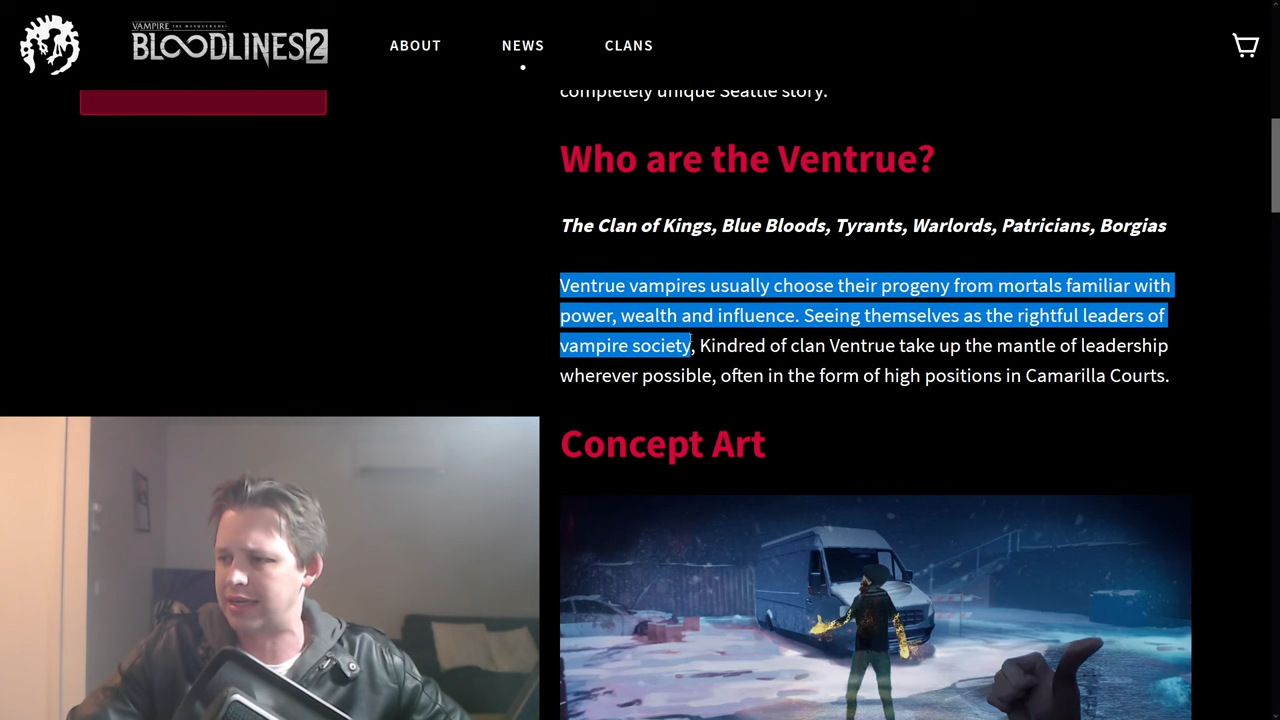 VAMPIRE THE MASQUERADE
BLOODLINES 2
ABOUT
NEWS
CLANS
completely unique Seattle story.
Who are the Ventrue?
The Clan of Kings, Blue Bloods, Tyrants, Warlords, Patricians, Borgias
Ventrue vampires usually choose their progeny from mortals familiar with
power, wealth and influence. Seeing themselves as the rightful leaders of
vampire society, Kindred of clan Ventrue take up the mantle of leadership
wherever possible, often in the form of high positions in Camarilla Courts.
Concept Art